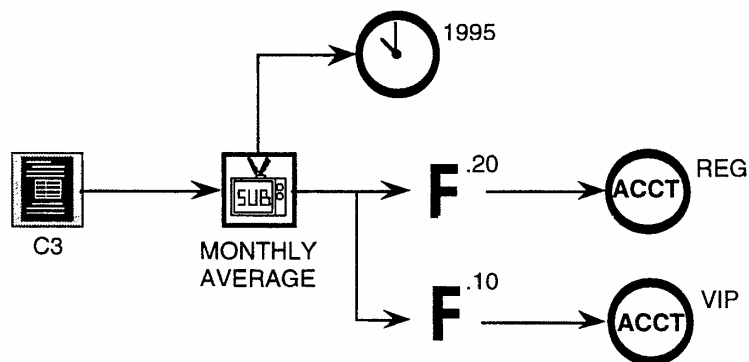 1995
C3
SUB
MONTHLY
AVERAGE
F .20
ACCT
REG
F .10
ACCT
VIP